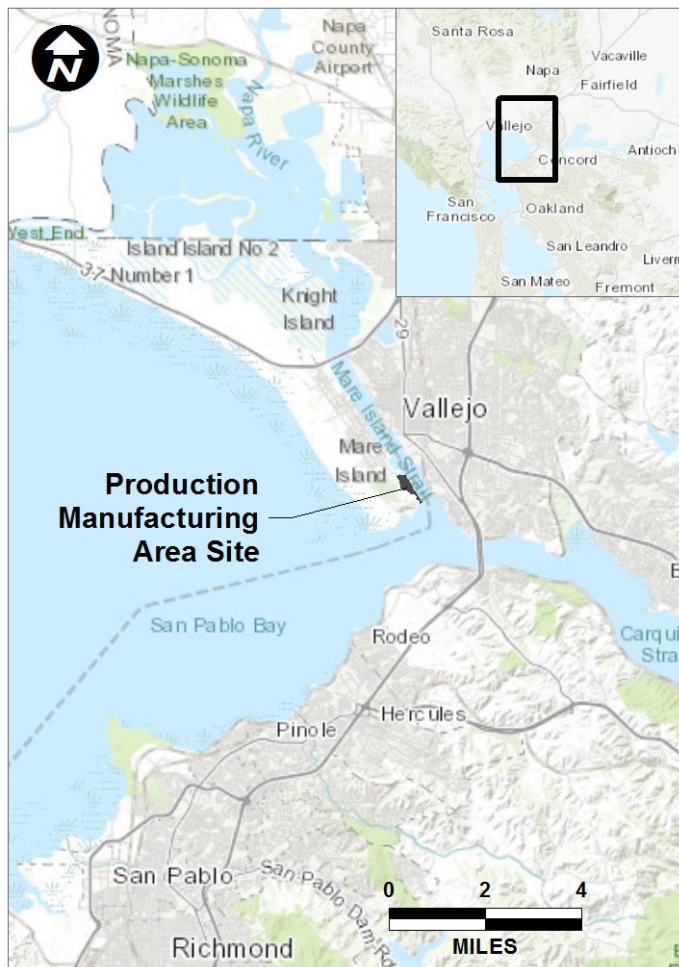 N
NOMA
Napa-Sonoma
Marshes
Wildlife
Area
Napa River
Napa
County
Airport
Santa Rosa
Vacaville
Napa
Fairfield
Vallejo
Antioch
Concord
San
Francisco
Oakland
San Leandro
Liverm
San Mateo
Fremont
West End
Island Island No 2
37
Number 1
Knight
Island
29
Mare Island Strait
Vallejo
Mare
Island
Production
Manufacturing
Area Site
San Pablo Bay
Rodeo
Carqui
Stra
Hercules
Pinole
San Pablo
San Pablo Dam Rd
Richmond
0 2 4
MILES